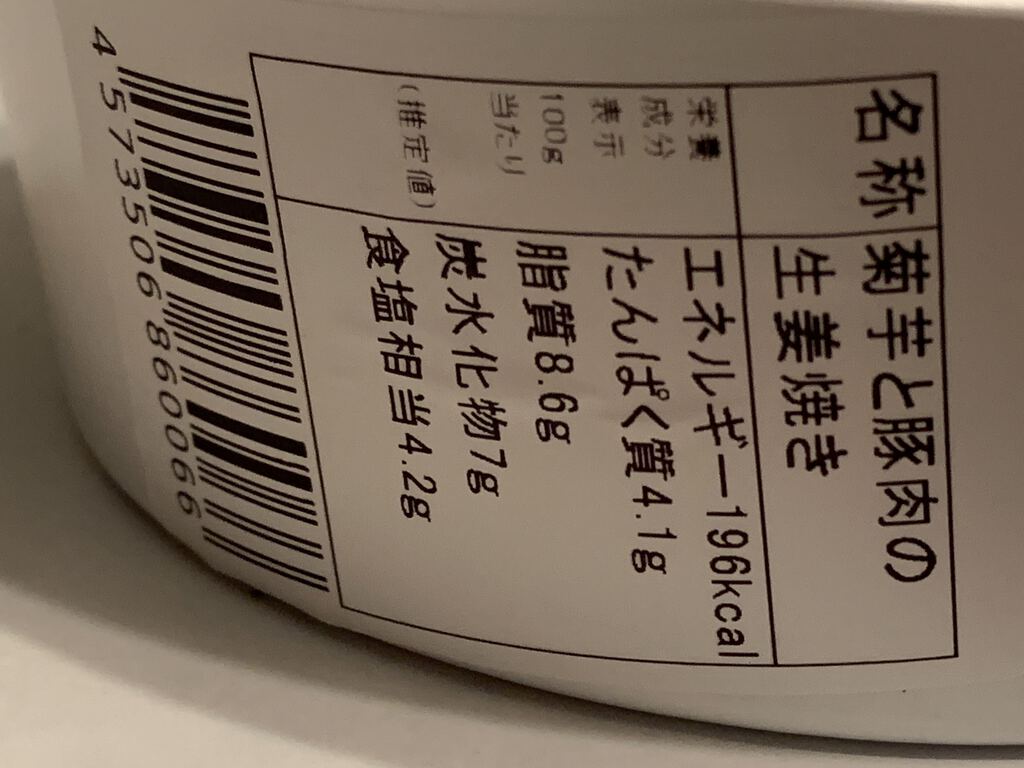 名称
菊芋と豚肉の
生姜焼き
栄養
成分
表示
100g
当たり
(推定値)
エネルギー196kcal
たんぱく質4.1g
脂質8.6g
炭水化物7g
食塩相当4.2g
4573506860066